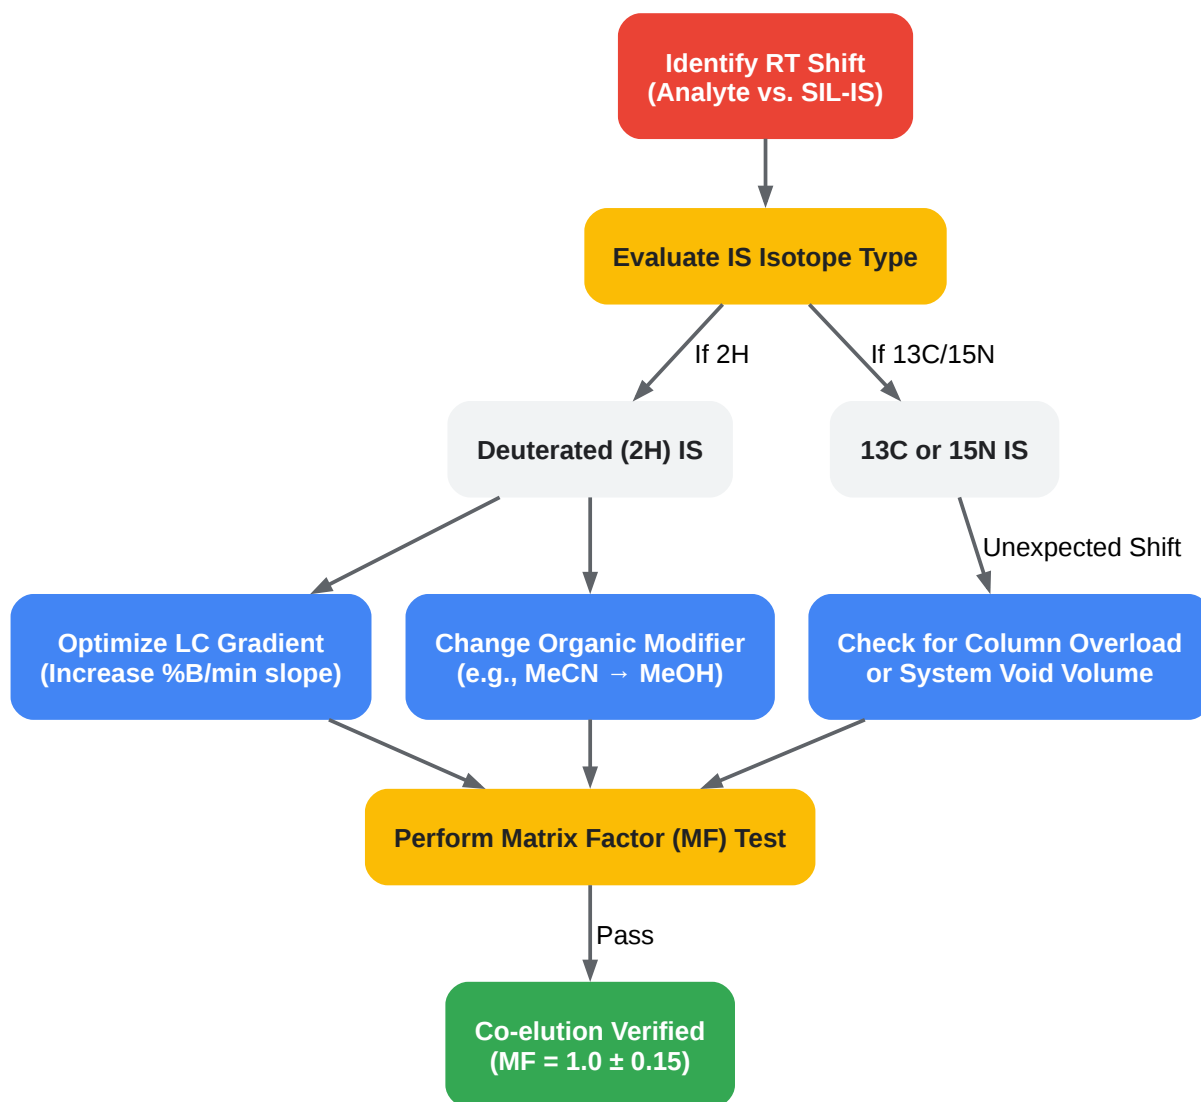 Identify RT Shift
(Analyte vs. SIL-IS)
Evaluate IS Isotope Type
If 2H
If 13C/15N
Deuterated (2H) IS
13C or 15N IS
Unexpected Shift
Optimize LC Gradient
(Increase %B/min slope)
Change Organic Modifier
(e.g., MeCN → MeOH)
Check for Column Overload
or System Void Volume
Perform Matrix Factor (MF) Test
Pass
Co-elution Verified
(MF = 1.0 ± 0.15)